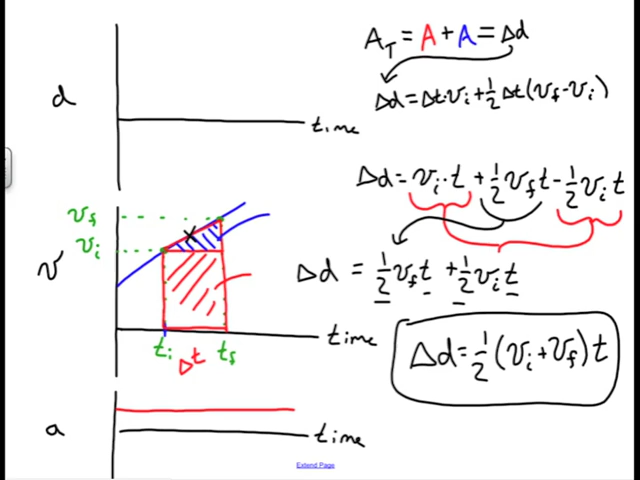 A_T = A + A = Δd
Δd = Δt·v_i + 1/2 Δt(v_f - v_i)
Δd = v_i·t + 1/2 v_f t - 1/2 v_i t
Δd = 1/2 v_f t + 1/2 v_i t
Δd = 1/2 (v_i + v_f) t
d
time
v_f
v_i
v
time
t_i
Δt
t_f
a
time
Extend Page